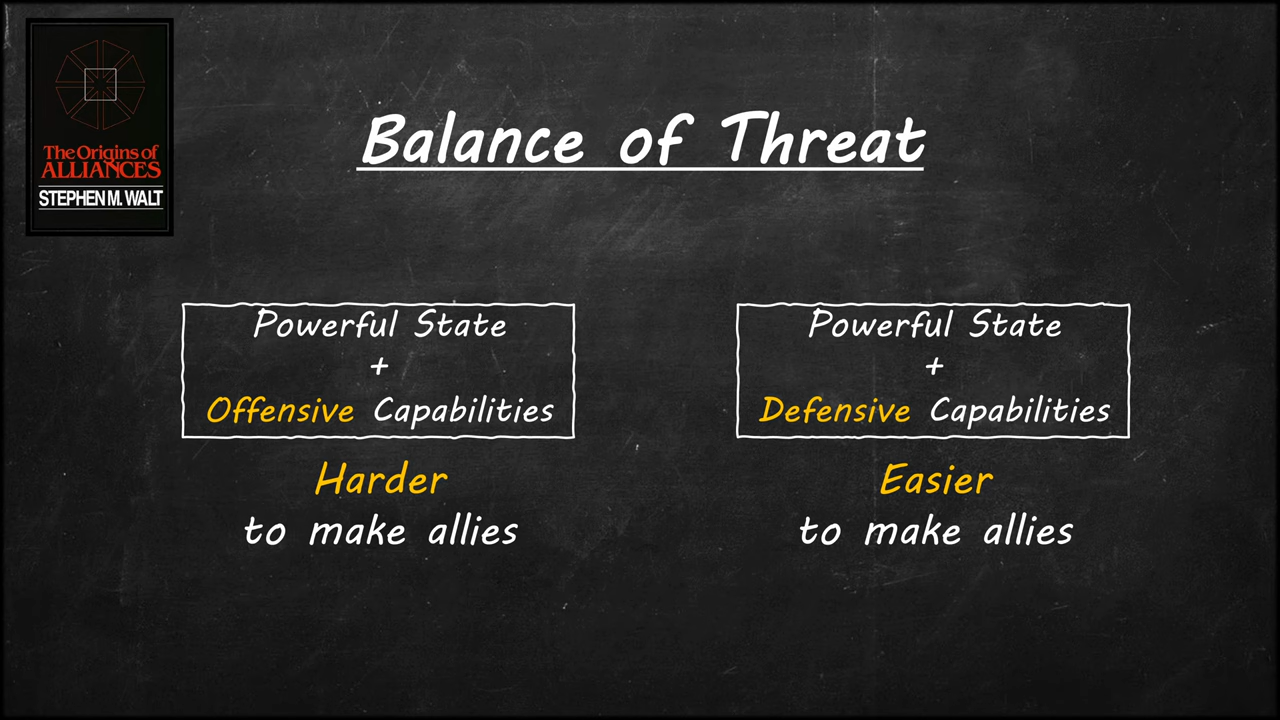 The Origins of
ALLIANCES
STEPHEN M. WALT
Balance of Threat
Powerful State
+
Offensive Capabilities
Harder
to make allies
Powerful State
+
Defensive Capabilities
Easier
to make allies